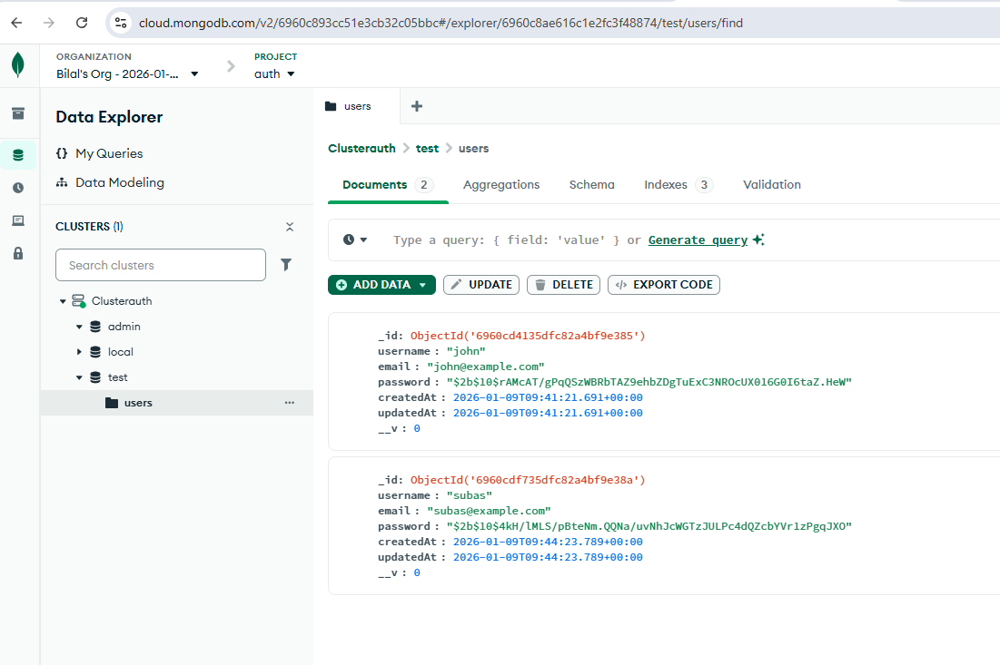 cloud.mongodb.com/v2/6960c893cc51e3cb32c05bbc#/explorer/6960c8ae616c1e2fc3f48874/test/users/find
ORGANIZATION
Bilal's Org - 2026-01-...
PROJECT
auth
Data Explorer
My Queries
Data Modeling
CLUSTERS (1)
Search clusters
Clusterauth
admin
local
test
users
users
Clusterauth > test > users
Documents 2 Aggregations Schema Indexes 3 Validation
Type a query: { field: 'value' } or Generate query
ADD DATA UPDATE DELETE EXPORT CODE
_id: ObjectId('6960cd4135dfc82a4bf9e385')
username : "john"
email : "john@example.com"
password : "$2b$10$rAMcAT/gPqQSzWBRbTAZ9ehbZDgTuExC3NROcUX016G0I6taZ.HeW"
createdAt : 2026-01-09T09:41:21.691+00:00
updatedAt : 2026-01-09T09:41:21.691+00:00
__v : 0
_id: ObjectId('6960cdf735dfc82a4bf9e38a')
username : "subas"
email : "subas@example.com"
password : "$2b$10$4kH/lMLS/pBteNm.QQNa/uvNhJcWGTzJULPc4dQZcbYVr1zPgqJXO"
createdAt : 2026-01-09T09:44:23.789+00:00
updatedAt : 2026-01-09T09:44:23.789+00:00
__v : 0